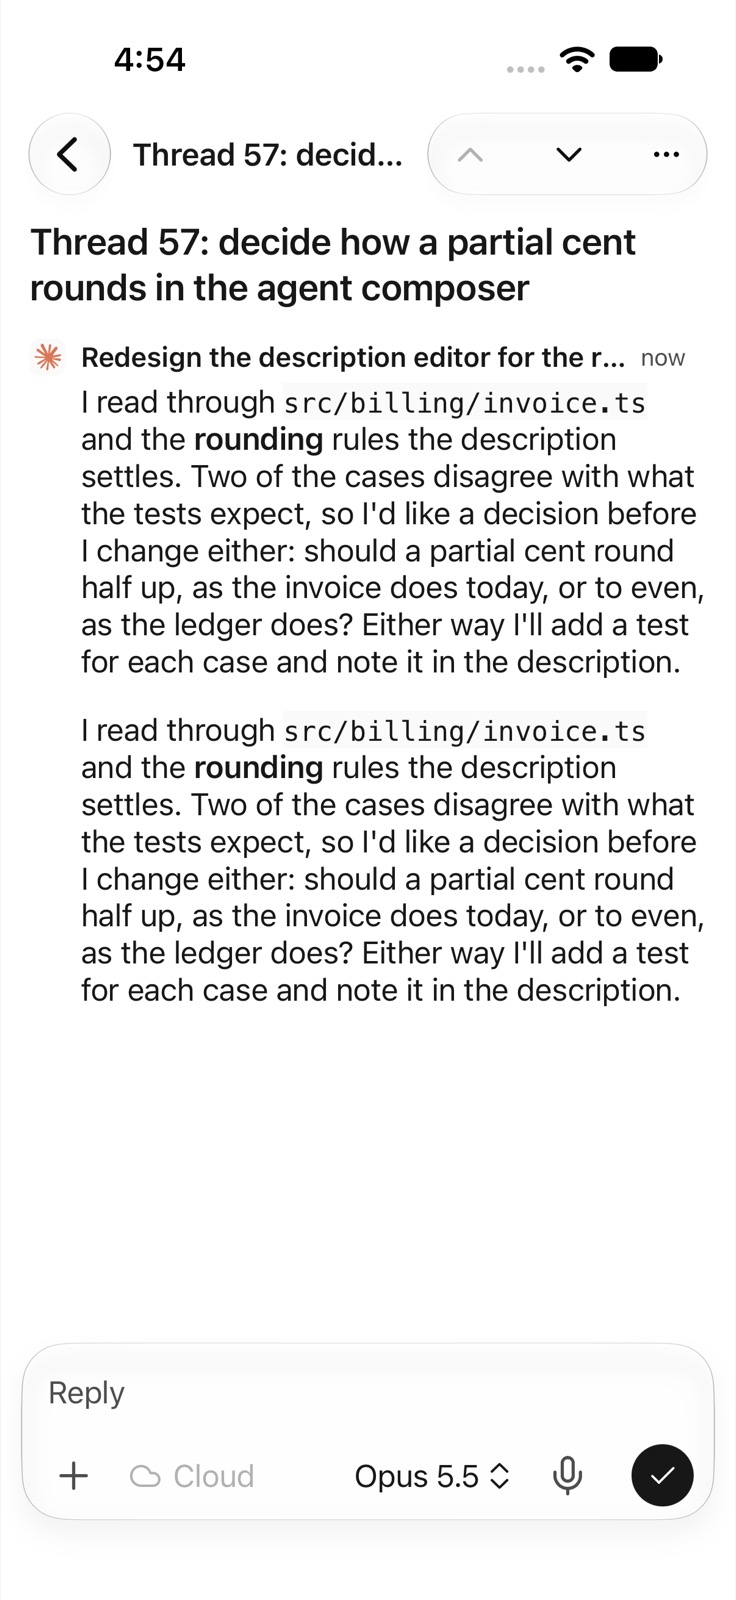 4:54
Thread 57: decid...
Thread 57: decide how a partial cent
rounds in the agent composer
Redesign the description editor for the r... now
I read through src/billing/invoice.ts
and the rounding rules the description
settles. Two of the cases disagree with what
the tests expect, so I'd like a decision before
I change either: should a partial cent round
half up, as the invoice does today, or to even,
as the ledger does? Either way I'll add a test
for each case and note it in the description.
I read through src/billing/invoice.ts
and the rounding rules the description
settles. Two of the cases disagree with what
the tests expect, so I'd like a decision before
I change either: should a partial cent round
half up, as the invoice does today, or to even,
as the ledger does? Either way I'll add a test
for each case and note it in the description.
Reply
Cloud Opus 5.5